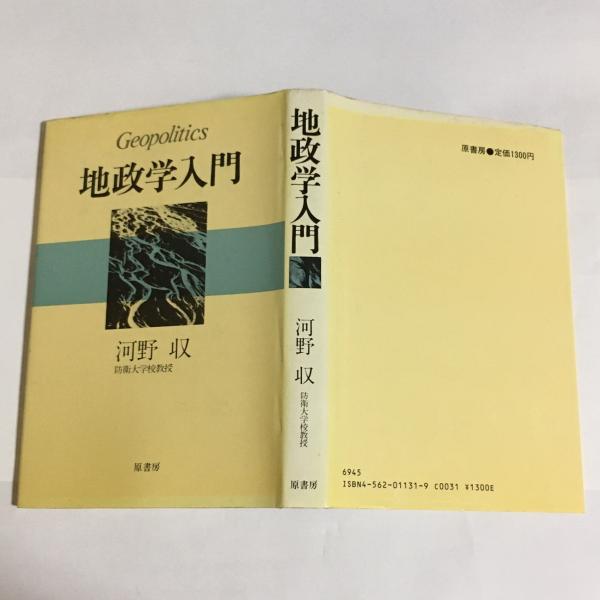 Geopolitics
地政学入門
河野 収
防衛大学校教授
原書房
地政学入門
河野 収
防衛大学校教授
原書房
原書房●定価1300円
6945
ISBN4-562-01131-9 C0031 ¥1300E